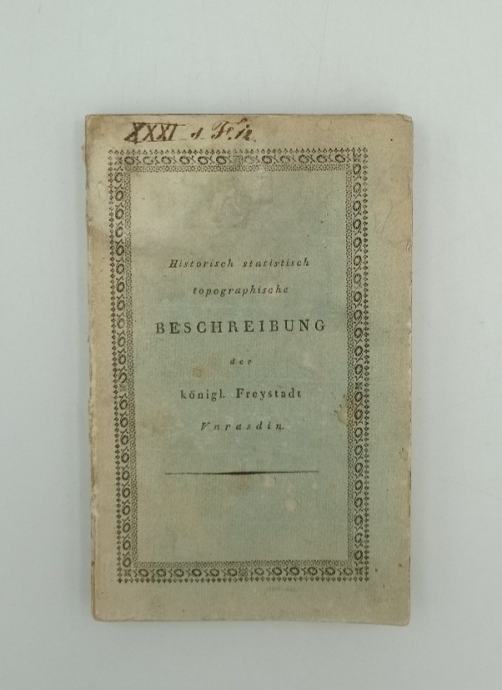 XXXI
Historisch statistisch
topographische
BESCHREIBUNG
der
königl. Freystadt
Varasdin.